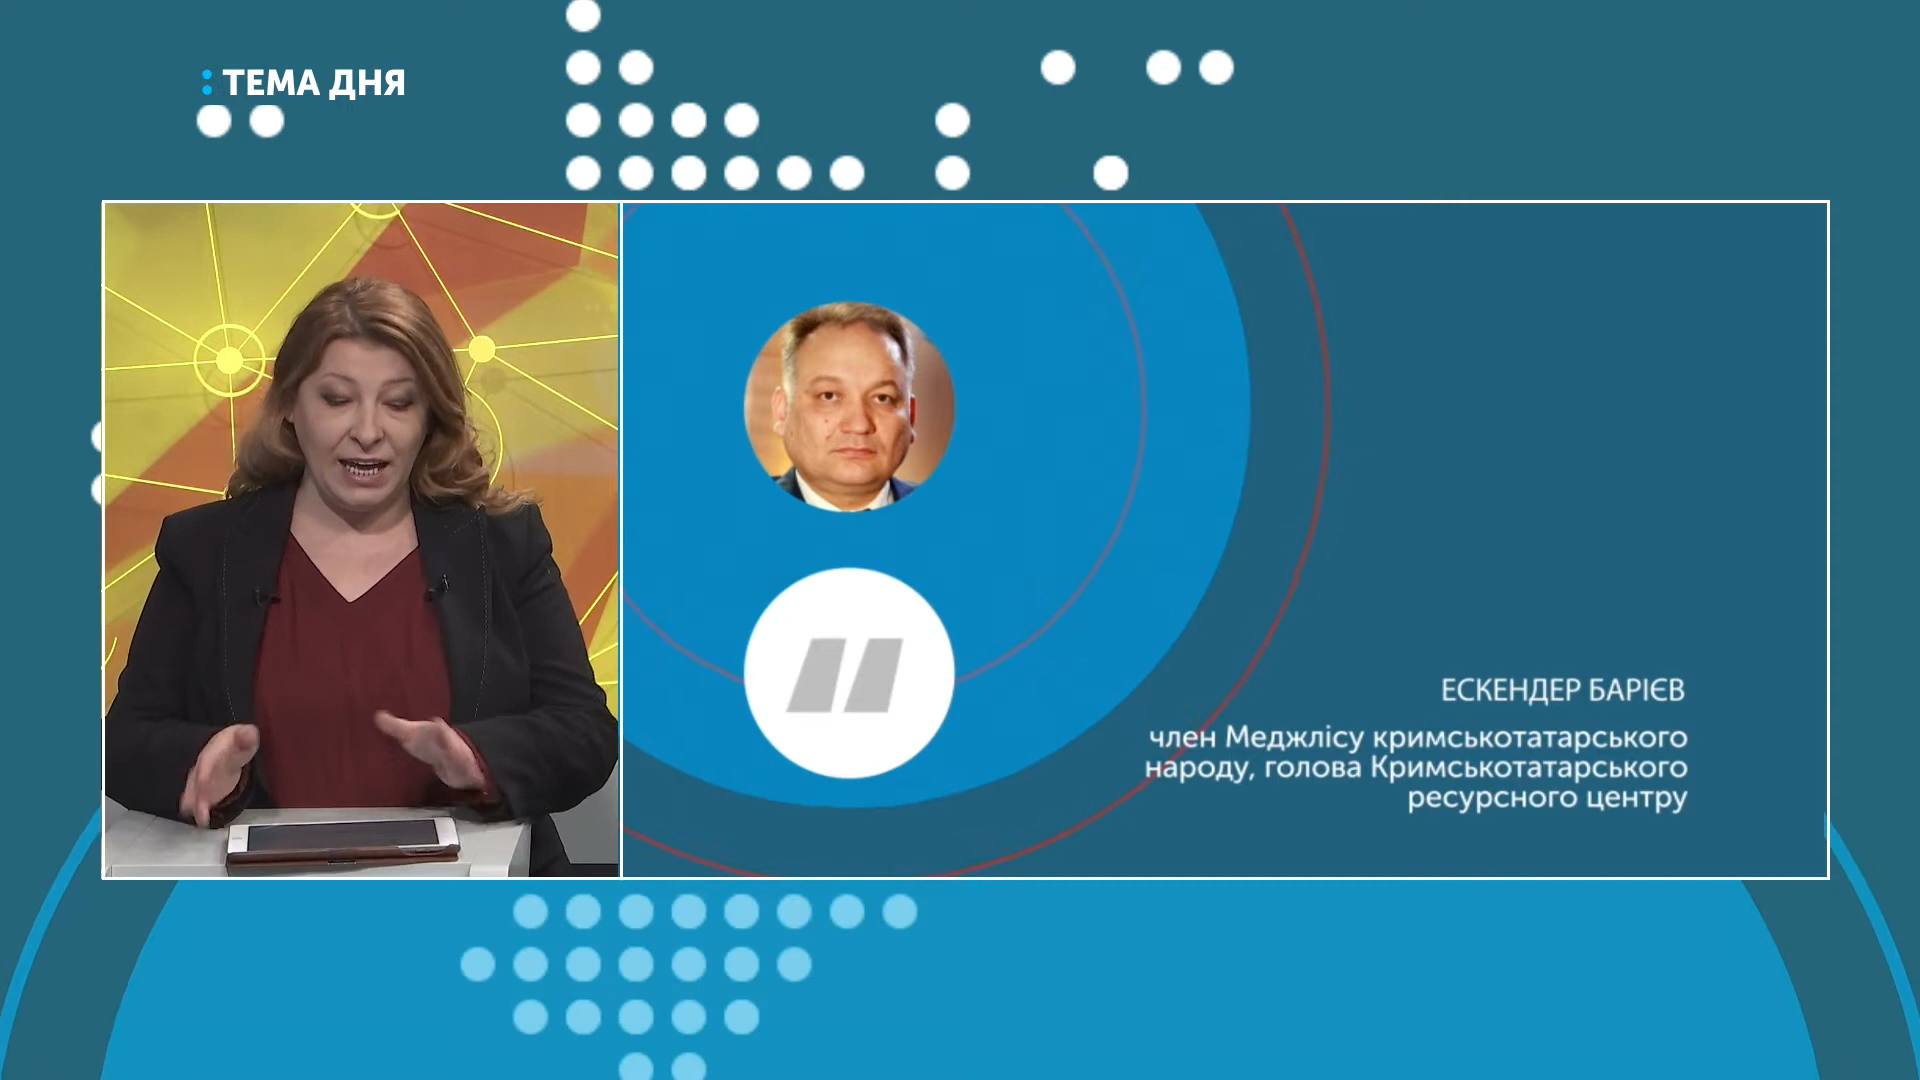 : ТЕМА ДНЯ
ЕСКЕНДЕР БАРІЄВ
член Меджлісу кримськотатарського
народу, голова Кримськотатарського
ресурсного центру